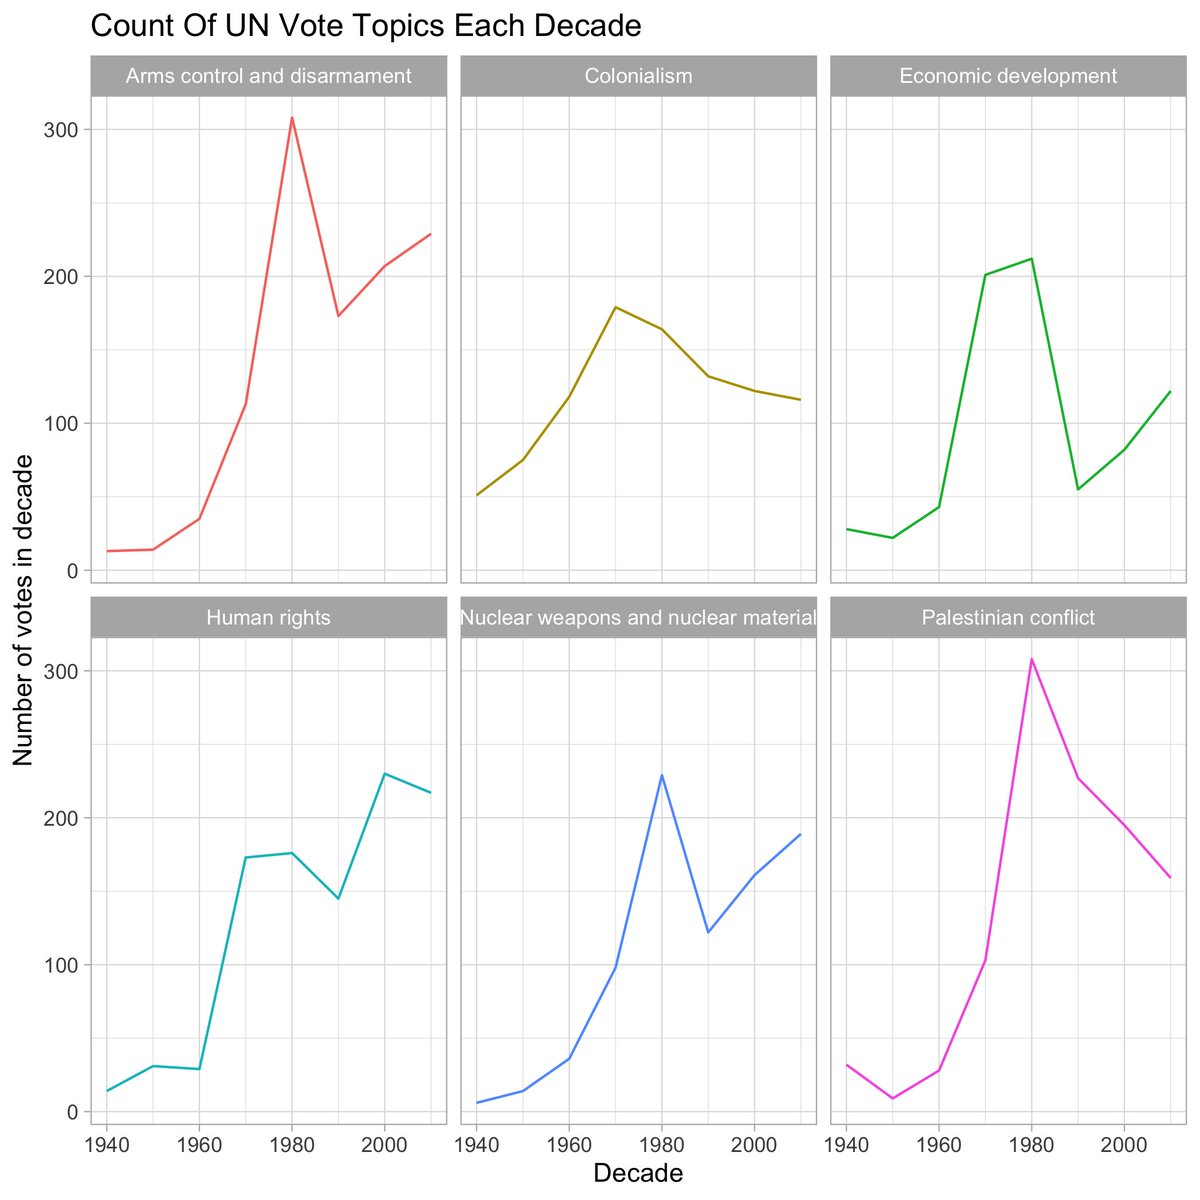 Count Of UN Vote Topics Each Decade
Arms control and disarmament
Colonialism
Economic development
300
200
100
0
Number of votes in decade
Human rights
Nuclear weapons and nuclear material
Palestinian conflict
300
200
100
0
1940 1960 1980 2000
1940 1960 1980 2000
1940 1960 1980 2000
Decade